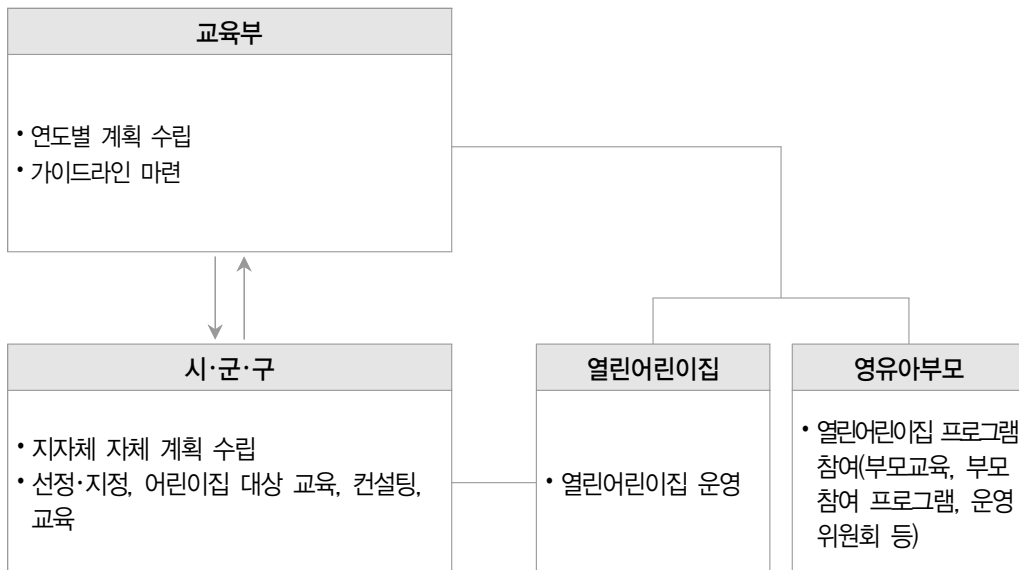 교육부
• 연도별 계획 수립
• 가이드라인 마련
시·군·구
• 지자체 자체 계획 수립
• 선정·지정, 어린이집 대상 교육, 컨설팅,
교육
열린어린이집
• 열린어린이집 운영
영유아부모
• 열린어린이집 프로그램
참여(부모교육, 부모
참여 프로그램, 운영
위원회 등)